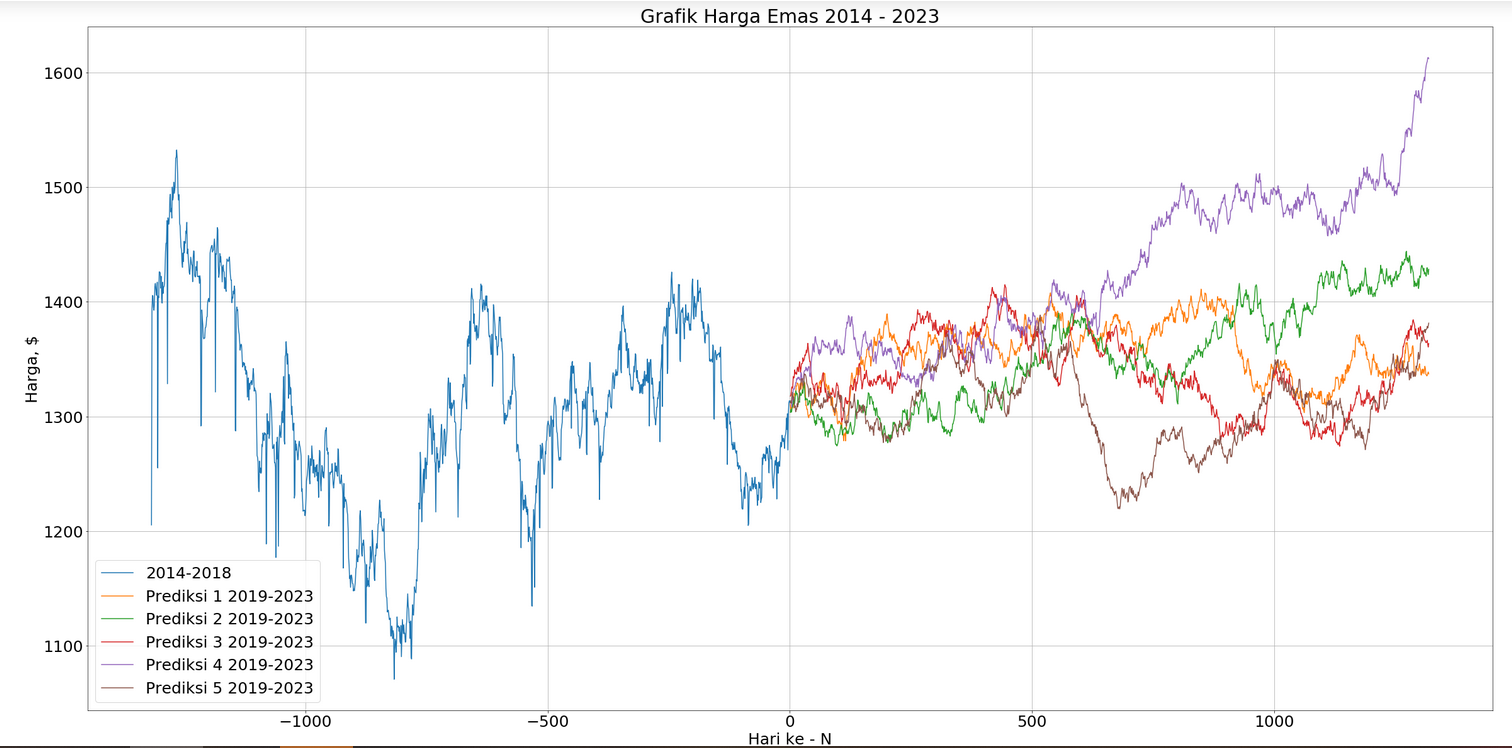 Grafik Harga Emas 2014 - 2023
Harga, $
1600
1500
1400
1300
1200
1100
2014-2018
Prediksi 1 2019-2023
Prediksi 2 2019-2023
Prediksi 3 2019-2023
Prediksi 4 2019-2023
Prediksi 5 2019-2023
−1000 −500 0 500 1000
Hari ke - N